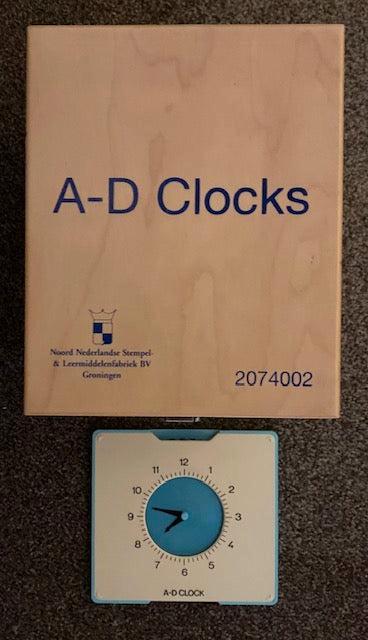 A-D Clocks
Noord Nederlandse Stempel-
& Leermiddelenfabriek BV
Groningen
2074002
12
11 1
10 2
9 3
8 4
7 5
6
A-D CLOCK